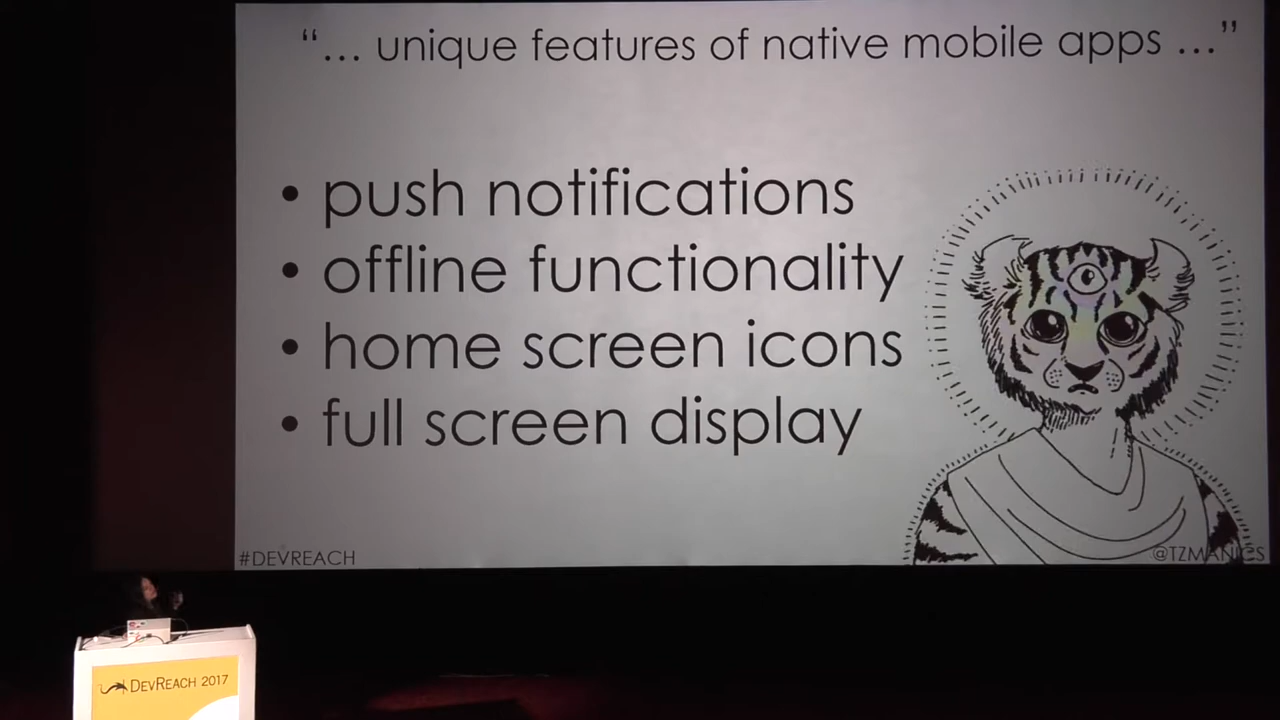 “... unique features of native mobile apps ...”
• push notifications
• offline functionality
• home screen icons
• full screen display
#DEVREACH
@TZMANICS
DEVREACH 2017